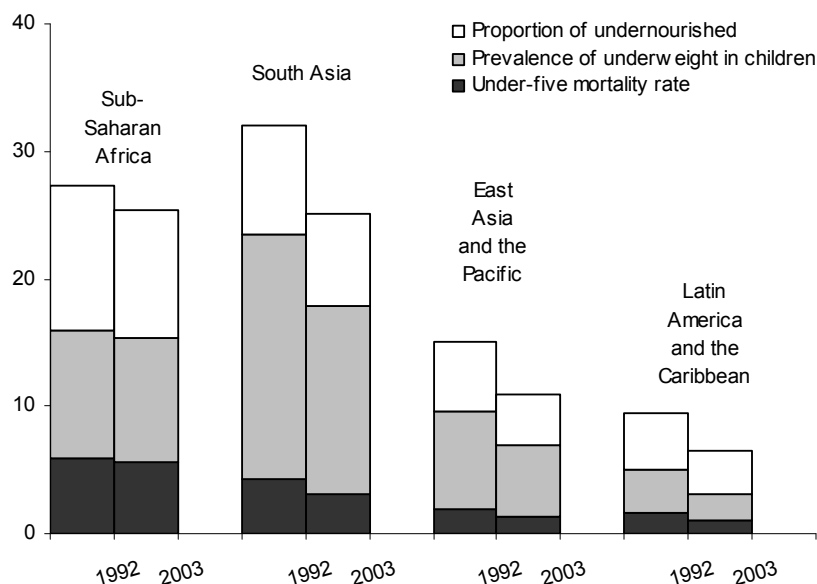 40
30
20
10
0
Proportion of undernourished
Prevalence of underweight in children
Under-five mortality rate
Sub-
Saharan
Africa
South Asia
East
Asia
and the
Pacific
Latin
America
and the
Caribbean
1992 2003 1992 2003 1992 2003 1992 2003